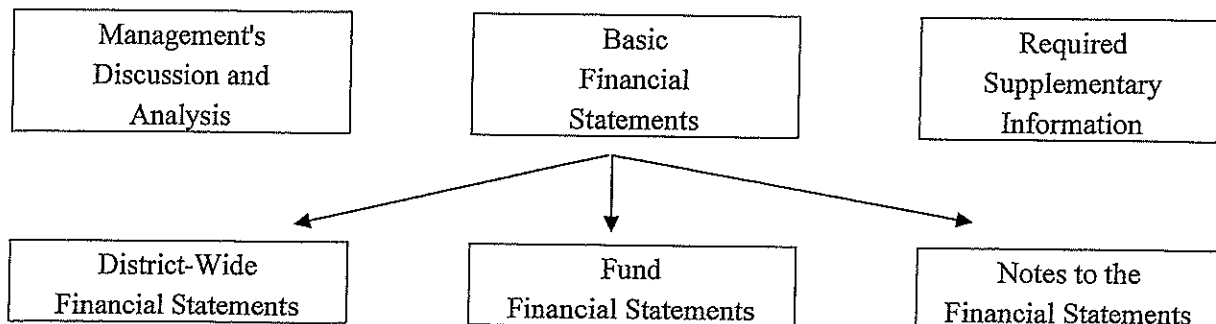 Management's
Discussion and
Analysis
Basic
Financial
Statements
Required
Supplementary
Information
District-Wide
Financial Statements
Fund
Financial Statements
Notes to the
Financial Statements